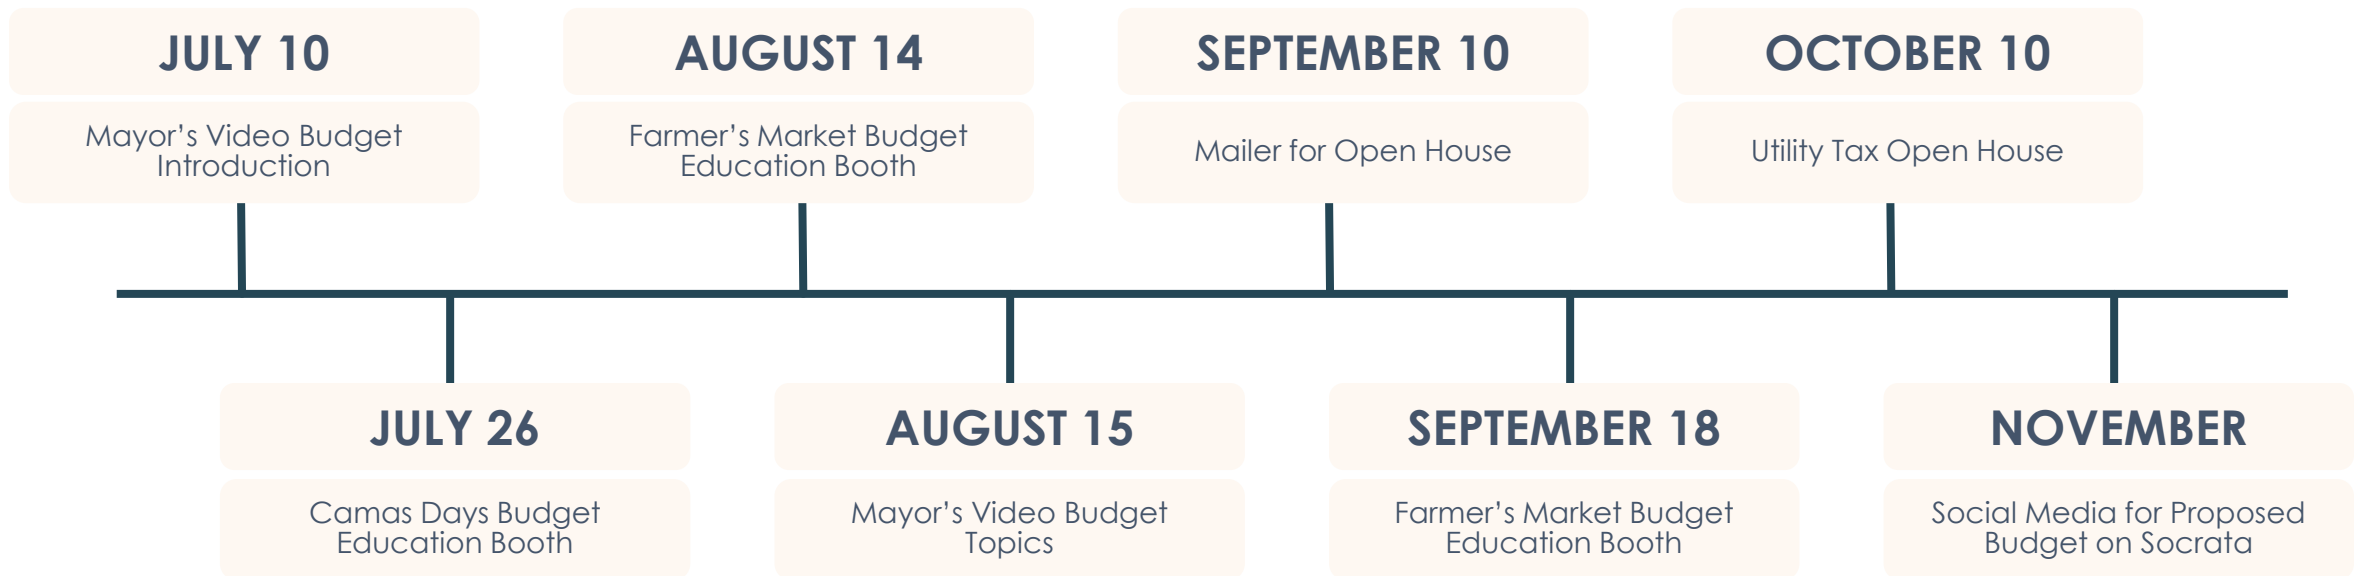 JULY 10
Mayor’s Video Budget
Introduction
AUGUST 14
Farmer’s Market Budget
Education Booth
SEPTEMBER 10
Mailer for Open House
OCTOBER 10
Utility Tax Open House
JULY 26
Camas Days Budget
Education Booth
AUGUST 15
Mayor’s Video Budget
Topics
SEPTEMBER 18
Farmer’s Market Budget
Education Booth
NOVEMBER
Social Media for Proposed
Budget on Socrata